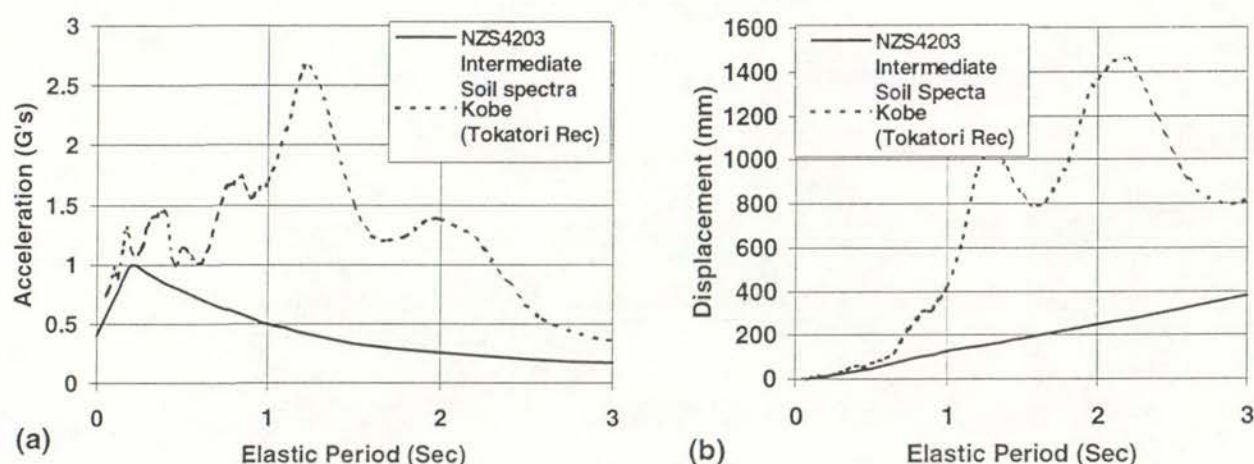 3
2.5
2
1.5
1
0.5
0
Acceleration (G's)
NZS4203
Intermediate
Soil spectra
Kobe
(Tokatori Rec)
0 1 2 3
Elastic Period (Sec)
(a)
1600
1400
1200
1000
800
600
400
200
0
Displacement (mm)
NZS4203
Intermediate
Soil Specta
Kobe
(Tokatori Rec)
0 1 2 3
Elastic Period (Sec)
(b)